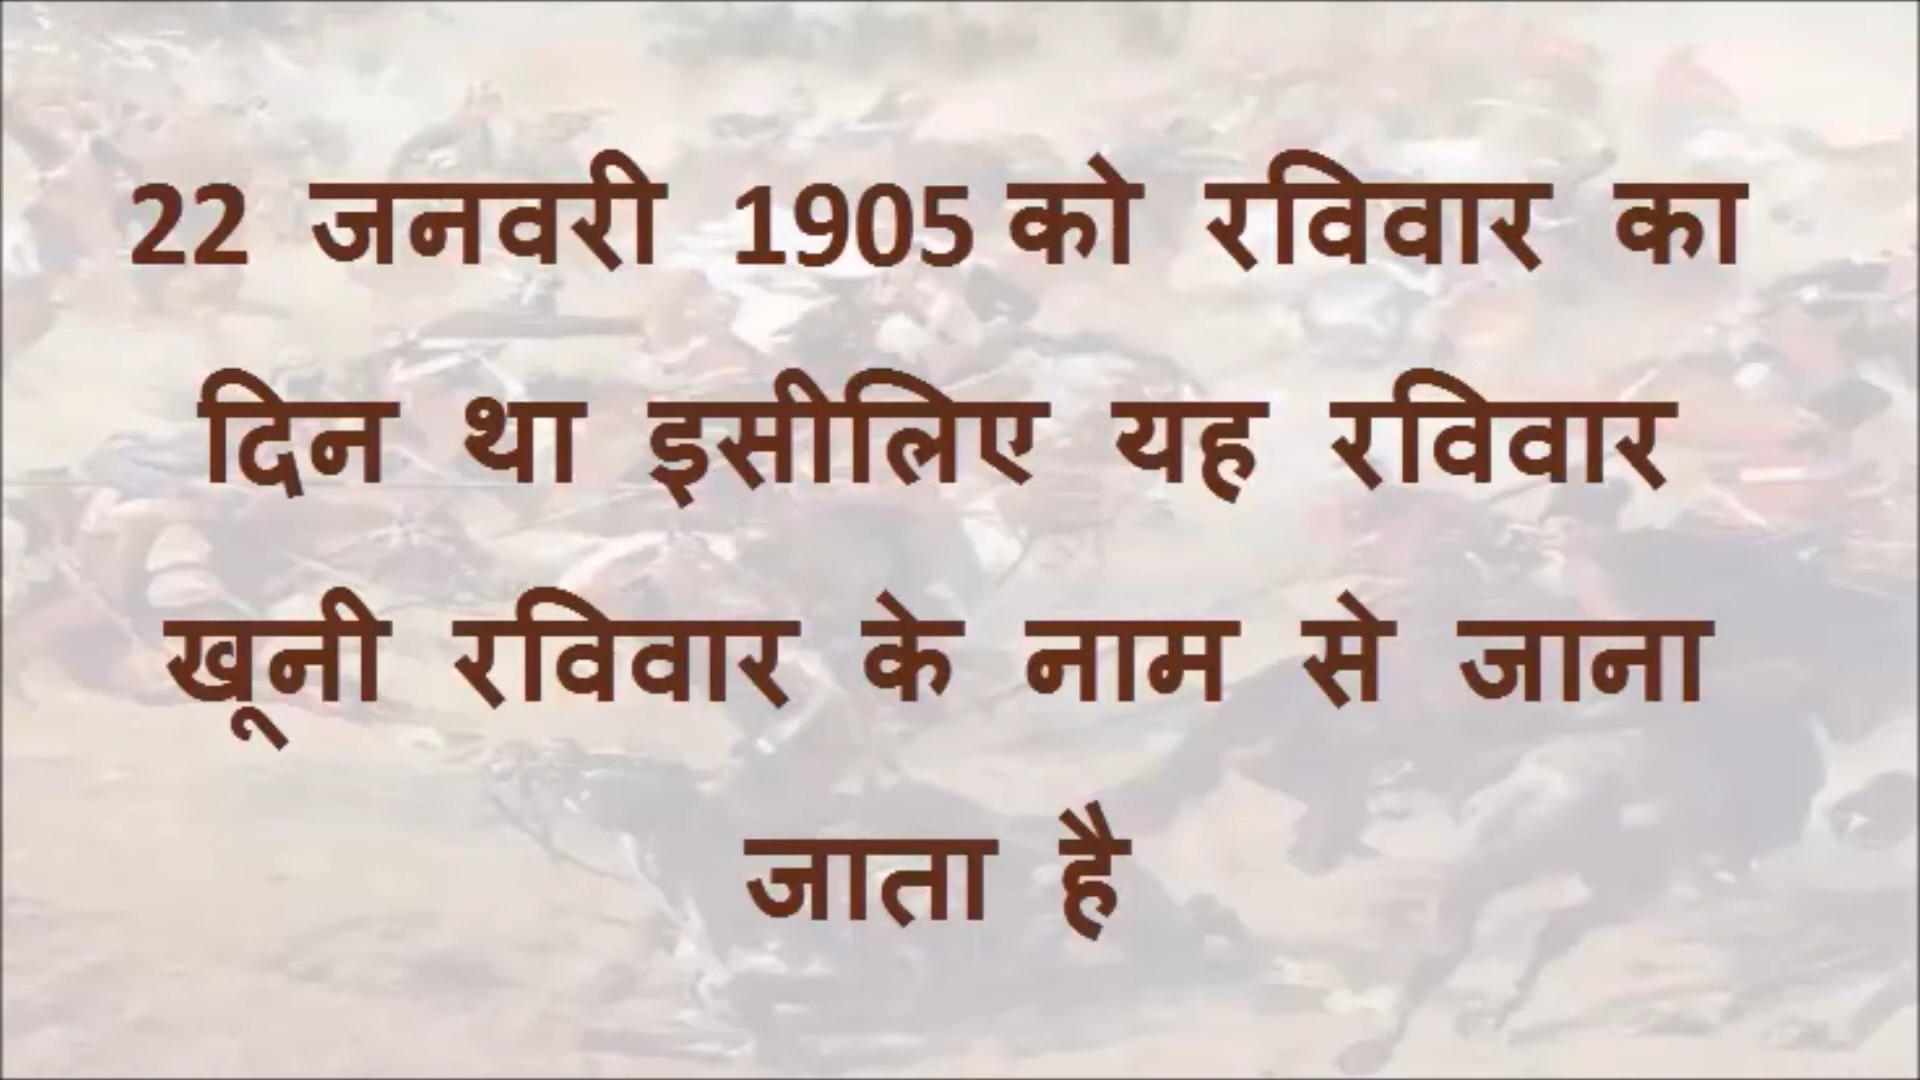 22 जनवरी 1905 को रविवार का
दिन था इसीलिए यह रविवार
खूनी रविवार के नाम से जाना
जाता है